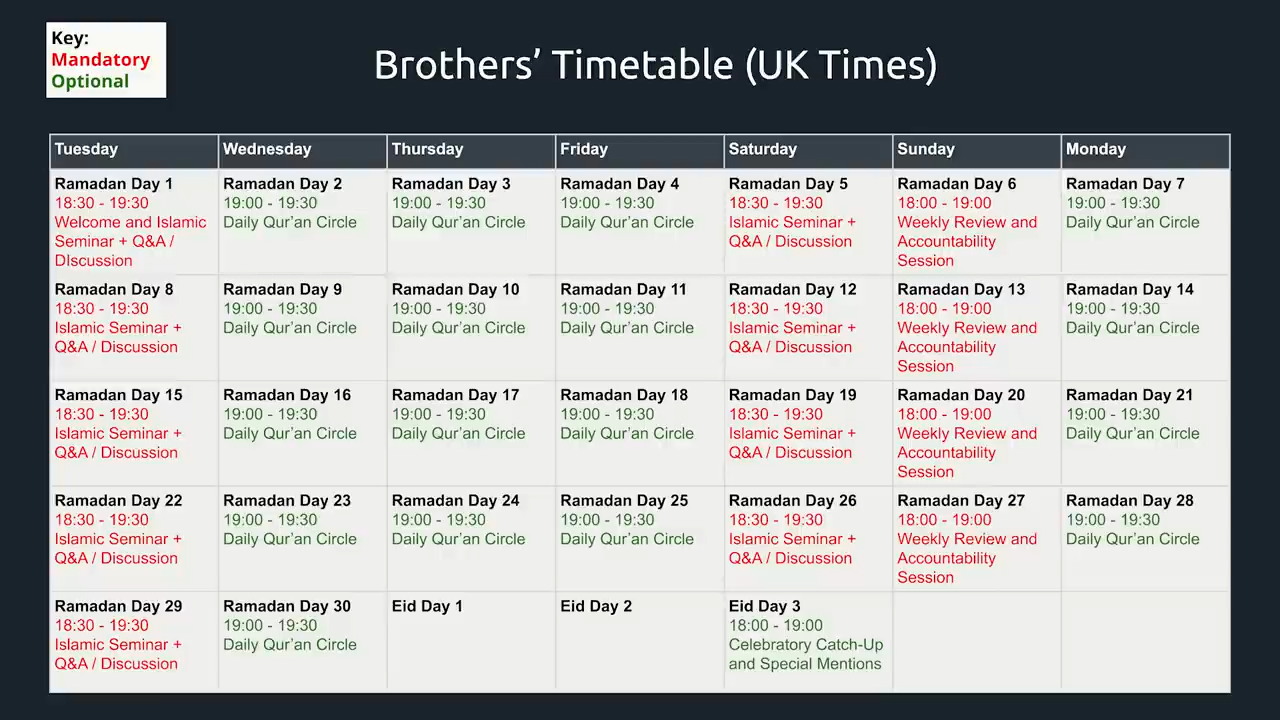 Key:
Mandatory
Optional
Brothers’ Timetable (UK Times)
Tuesday
Wednesday
Thursday
Friday
Saturday
Sunday
Monday
Ramadan Day 1
18:30 - 19:30
Welcome and Islamic
Seminar + Q&A /
DIscussion
Ramadan Day 2
19:00 - 19:30
Daily Qur’an Circle
Ramadan Day 3
19:00 - 19:30
Daily Qur’an Circle
Ramadan Day 4
19:00 - 19:30
Daily Qur’an Circle
Ramadan Day 5
18:30 - 19:30
Islamic Seminar +
Q&A / DIscussion
Ramadan Day 6
18:00 - 19:00
Weekly Review and
Accountability
Session
Ramadan Day 7
19:00 - 19:30
Daily Qur’an Circle
Ramadan Day 8
18:30 - 19:30
Islamic Seminar +
Q&A / Discussion
Ramadan Day 9
19:00 - 19:30
Daily Qur’an Circle
Ramadan Day 10
19:00 - 19:30
Daily Qur’an Circle
Ramadan Day 11
19:00 - 19:30
Daily Qur’an Circle
Ramadan Day 12
18:30 - 19:30
Islamic Seminar +
Q&A / Discussion
Ramadan Day 13
18:00 - 19:00
Weekly Review and
Accountability
Session
Ramadan Day 14
19:00 - 19:30
Daily Qur’an Circle
Ramadan Day 15
18:30 - 19:30
Islamic Seminar +
Q&A / Discussion
Ramadan Day 16
19:00 - 19:30
Daily Qur’an Circle
Ramadan Day 17
19:00 - 19:30
Daily Qur’an Circle
Ramadan Day 18
19:00 - 19:30
Daily Qur’an Circle
Ramadan Day 19
18:30 - 19:30
Islamic Seminar +
Q&A / Discussion
Ramadan Day 20
18:00 - 19:00
Weekly Review and
Accountability
Session
Ramadan Day 21
19:00 - 19:30
Daily Qur’an Circle
Ramadan Day 22
18:30 - 19:30
Islamic Seminar +
Q&A / Discussion
Ramadan Day 23
19:00 - 19:30
Daily Qur’an Circle
Ramadan Day 24
19:00 - 19:30
Daily Qur’an Circle
Ramadan Day 25
19:00 - 19:30
Daily Qur’an Circle
Ramadan Day 26
18:30 - 19:30
Islamic Seminar +
Q&A / Discussion
Ramadan Day 27
18:00 - 19:00
Weekly Review and
Accountability
Session
Ramadan Day 28
19:00 - 19:30
Daily Qur’an Circle
Ramadan Day 29
18:30 - 19:30
Islamic Seminar +
Q&A / Discussion
Ramadan Day 30
19:00 - 19:30
Daily Qur’an Circle
Eid Day 1
Eid Day 2
Eid Day 3
18:00 - 19:00
Celebratory Catch-Up
and Special Mentions